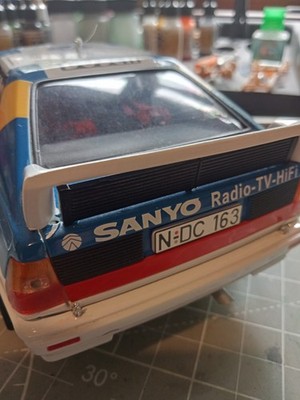 SANYO Radio-TV-HiFi
N DC 163
30°